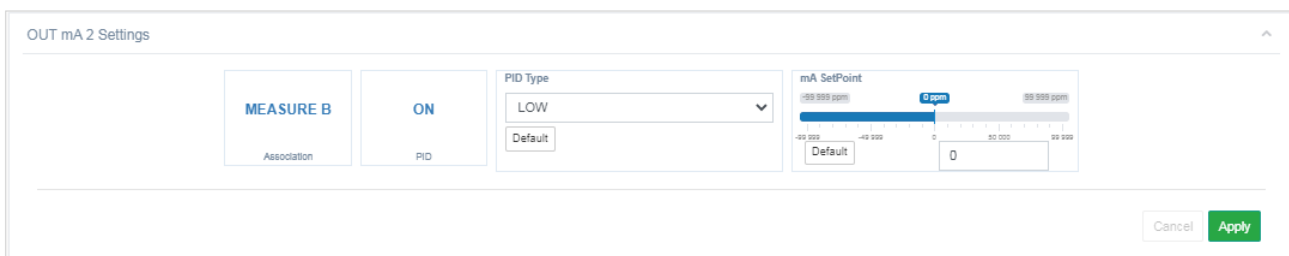 OUT mA 2 Settings
MEASURE B
Association
ON
PID
PID Type
LOW
Default
mA SetPoint
-99 999 ppm 0 ppm 99 999 ppm
-99 999 -49 999 0 50 000 99 999
Default 0
Cancel Apply